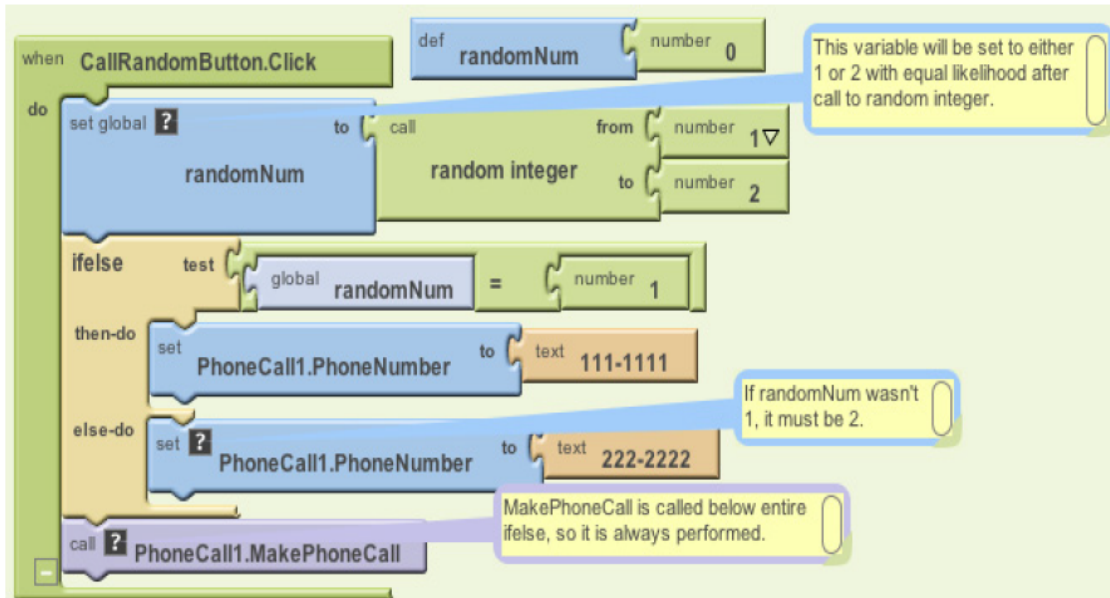 when CallRandomButton.Click
def randomNum number 0
This variable will be set to either
1 or 2 with equal likelihood after
call to random integer.
do
set global ? randomNum to call random integer from number 1
to number 2
ifelse test global randomNum = number 1
then-do set PhoneCall1.PhoneNumber to text 111-1111
If randomNum wasn't
1, it must be 2.
else-do set ? PhoneCall1.PhoneNumber to text 222-2222
MakePhoneCall is called below entire
ifelse, so it is always performed.
call ? PhoneCall1.MakePhoneCall